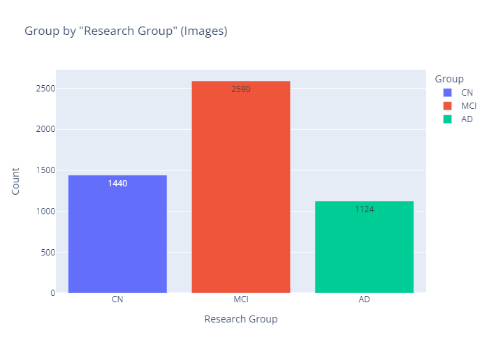 Group by "Research Group" (Images)
Group
CN
MCI
AD
2500
2000
1500
1000
500
0
Count
1440
2590
1124
CN
MCI
AD
Research Group